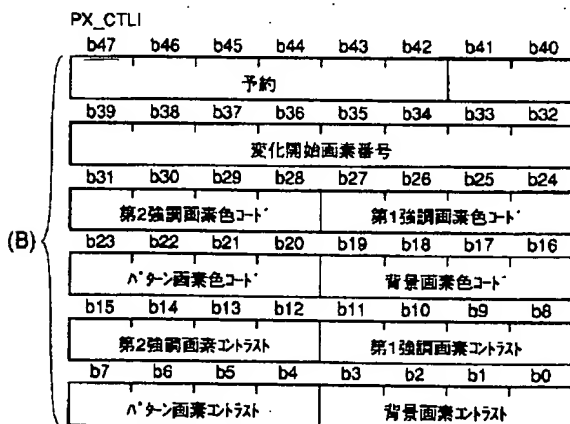 PX_CTLI
b47 b46 b45 b44 b43 b42 b41 b40
予約
b39 b38 b37 b36 b35 b34 b33 b32
変化開始画素番号
b31 b30 b29 b28 b27 b26 b25 b24
第2強調画素色コード 第1強調画素色コード
(B)
b23 b22 b21 b20 b19 b18 b17 b16
パターン画素色コード 背景画素色コード
b15 b14 b13 b12 b11 b10 b9 b8
第2強調画素コントラスト 第1強調画素コントラスト
b7 b6 b5 b4 b3 b2 b1 b0
パターン画素コントラスト 背景画素コントラスト